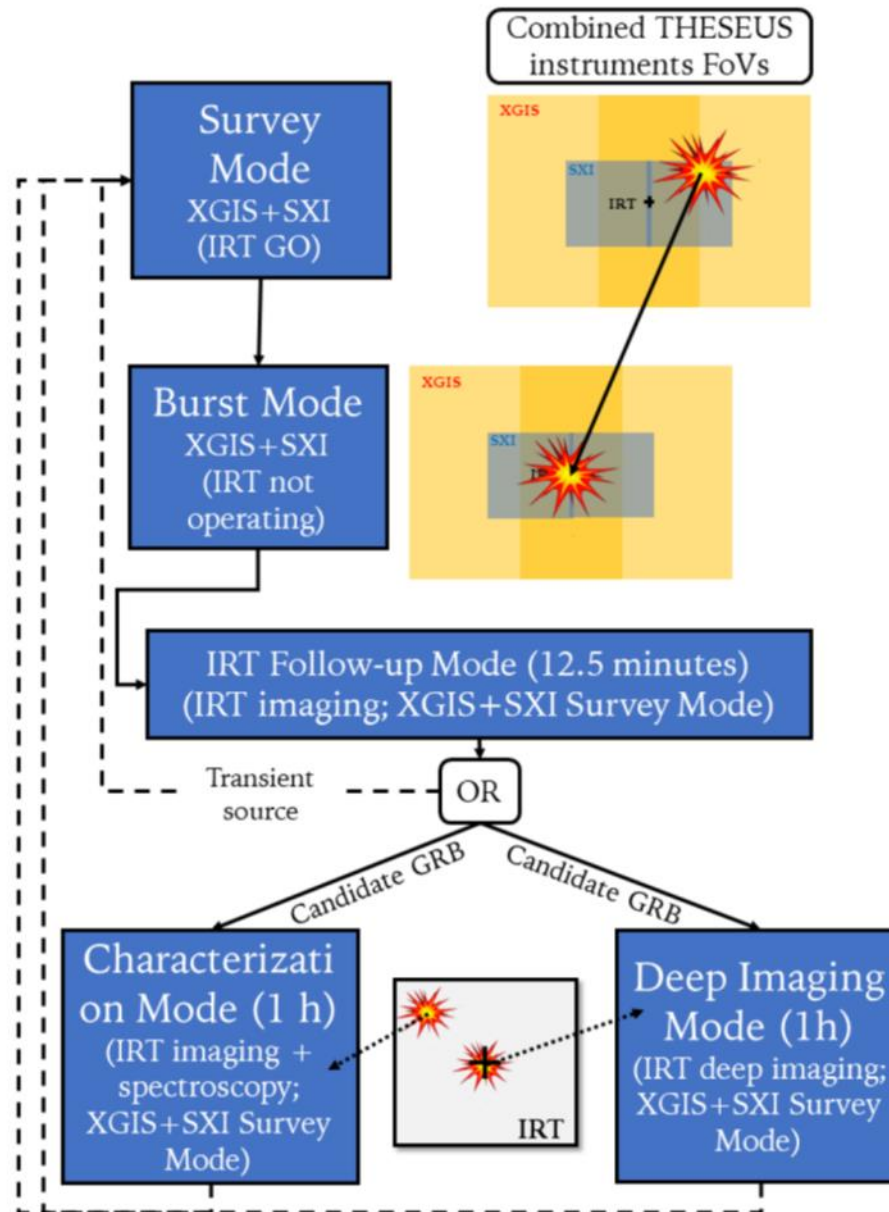 Combined THESEUS
instruments FoVs
Survey
Mode
XGIS+SXI
(IRT GO)
XGIS
SXI
IRT
Burst Mode
XGIS+SXI
(IRT not
operating)
XGIS
SXI
IRT Follow-up Mode (12.5 minutes)
(IRT imaging; XGIS+SXI Survey Mode)
Transient
source
OR
Candidate GRB
Candidate GRB
Characterizati
on Mode (1 h)
(IRT imaging +
spectroscopy;
XGIS+SXI Survey
Mode)
IRT
Deep Imaging
Mode (1h)
(IRT deep imaging;
XGIS+SXI Survey
Mode)